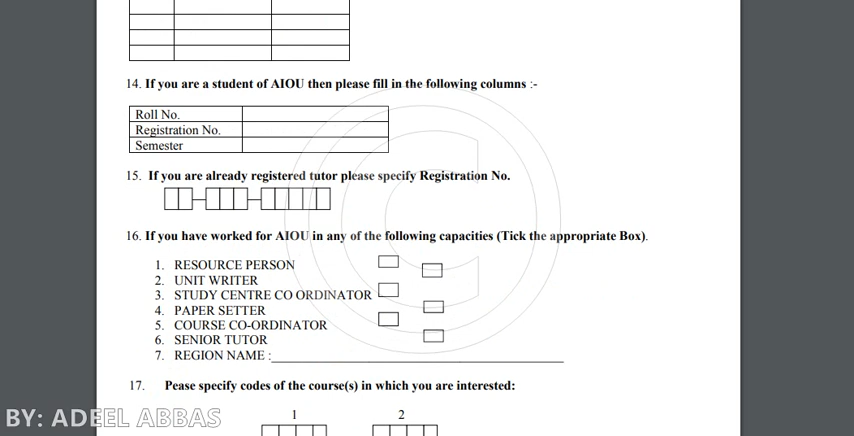 14. If you are a student of AIOU then please fill in the following columns :-
Roll No.
Registration No.
Semester
15. If you are already registered tutor please specify Registration No.
16. If you have worked for AIOU in any of the following capacities (Tick the appropriate Box).
1. RESOURCE PERSON
2. UNIT WRITER
3. STUDY CENTRE CO ORDINATOR
4. PAPER SETTER
5. COURSE CO-ORDINATOR
6. SENIOR TUTOR
7. REGION NAME :
17. Pease specify codes of the course(s) in which you are interested:
1 2
BY: ADEEL ABBAS